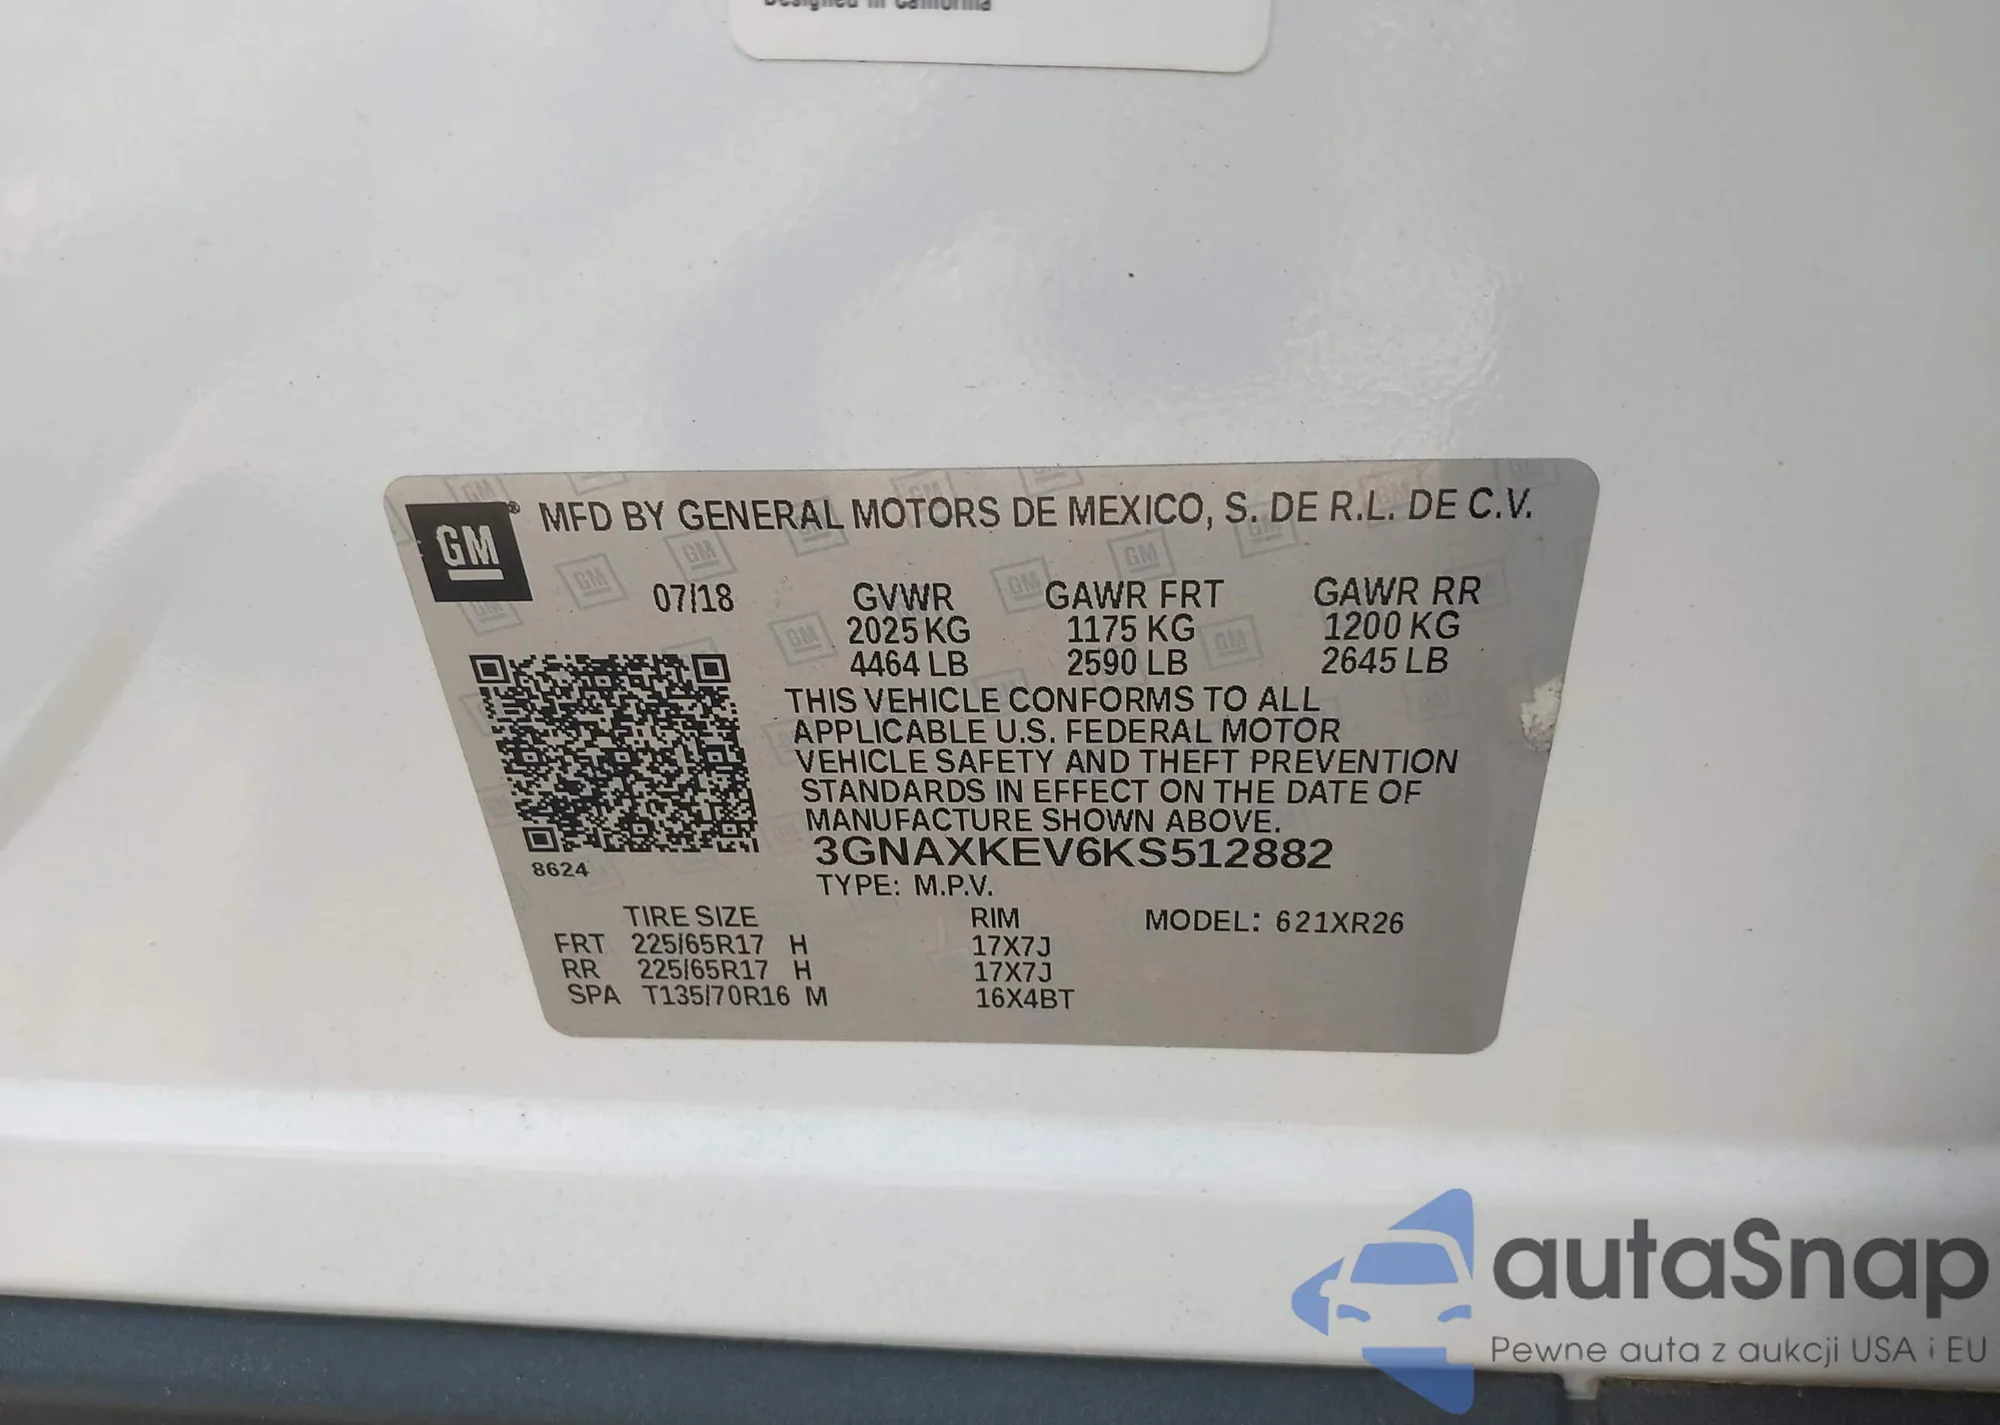 Designed in California
GM® MFD BY GENERAL MOTORS DE MEXICO, S. DE R.L. DE C.V.
07/18 GVWR GAWR FRT GAWR RR
2025 KG 1175 KG 1200 KG
4464 LB 2590 LB 2645 LB
THIS VEHICLE CONFORMS TO ALL
APPLICABLE U.S. FEDERAL MOTOR
VEHICLE SAFETY AND THEFT PREVENTION
STANDARDS IN EFFECT ON THE DATE OF
MANUFACTURE SHOWN ABOVE.
3GNAXKEV6KS512882
8624
TYPE: M.P.V.
TIRE SIZE RIM MODEL: 621XR26
FRT 225/65R17 H 17X7J
RR 225/65R17 H 17X7J
SPA T135/70R16 M 16X4BT
autaSnap
Pewne auta z aukcji USA i EU